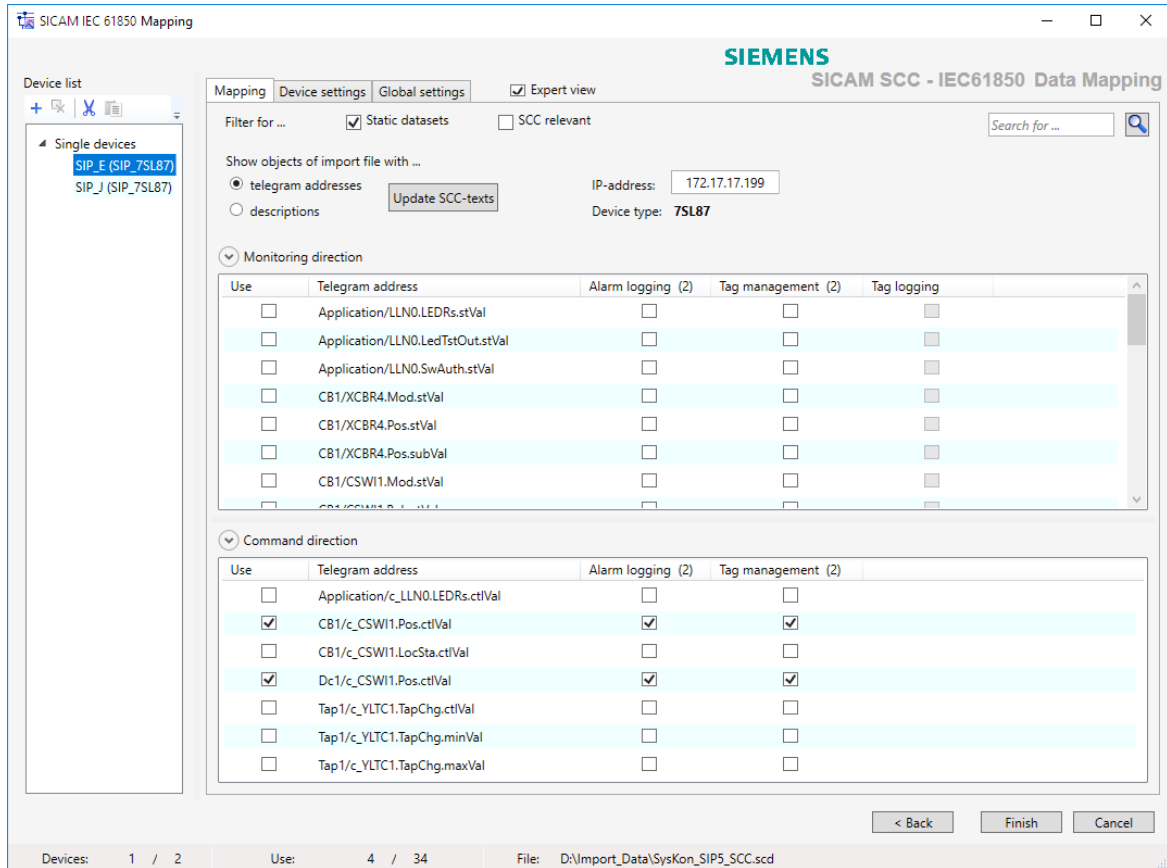 SICAM IEC 61850 Mapping
SIEMENS
SICAM SCC - IEC61850 Data Mapping
Device list
Single devices
SIP_E (SIP_7SL87)
SIP_J (SIP_7SL87)
Mapping Device settings Global settings Expert view
Filter for ... Static datasets SCC relevant Search for ...
Show objects of import file with ...
telegram addresses Update SCC-texts IP-address: 172.17.17.199
descriptions Device type: 7SL87
Monitoring direction
Use Telegram address Alarm logging (2) Tag management (2) Tag logging
Application/LLN0.LEDRs.stVal
Application/LLN0.LedTstOut.stVal
Application/LLN0.SwAuth.stVal
CB1/XCBR4.Mod.stVal
CB1/XCBR4.Pos.stVal
CB1/XCBR4.Pos.subVal
CB1/CSWI1.Mod.stVal
Command direction
Use Telegram address Alarm logging (2) Tag management (2)
Application/c_LLN0.LEDRs.ctlVal
CB1/c_CSWI1.Pos.ctlVal
CB1/c_CSWI1.LocSta.ctlVal
Dc1/c_CSWI1.Pos.ctlVal
Tap1/c_YLTC1.TapChg.ctlVal
Tap1/c_YLTC1.TapChg.minVal
Tap1/c_YLTC1.TapChg.maxVal
< Back Finish Cancel
Devices: 1 / 2 Use: 4 / 34 File: D:\Import_Data\SysKon_SIP5_SCC.scd